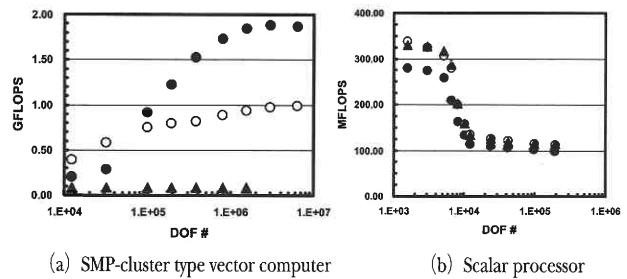 2.00
1.50
1.00
0.50
0.00
GFLOPS
1.E+04 1.E+05 1.E+06 1.E+07
DOF #
(a) SMP-cluster type vector computer
400.00
300.00
200.00
100.00
0.00
MFLOPS
1.E+03 1.E+04 1.E+05 1.E+06
DOF #
(b) Scalar processor